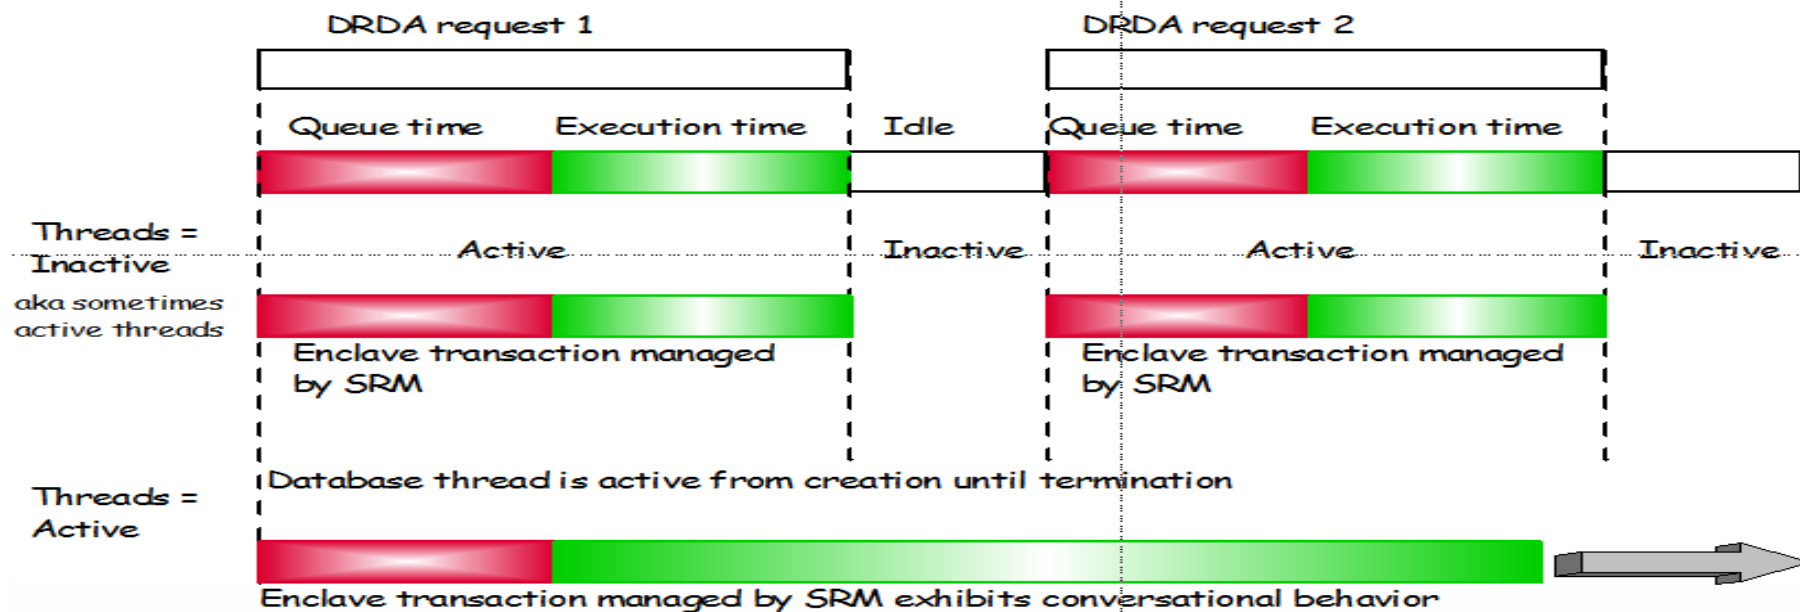 DRDA request 1
DRDA request 2
Queue time
Execution time
Idle
Queue time
Execution time
Threads =
Inactive
Active
Inactive
Active
Inactive
aka sometimes
active threads
Enclave transaction managed
by SRM
Enclave transaction managed
by SRM
Database thread is active from creation until termination
Threads =
Active
Enclave transaction managed by SRM exhibits conversational behavior